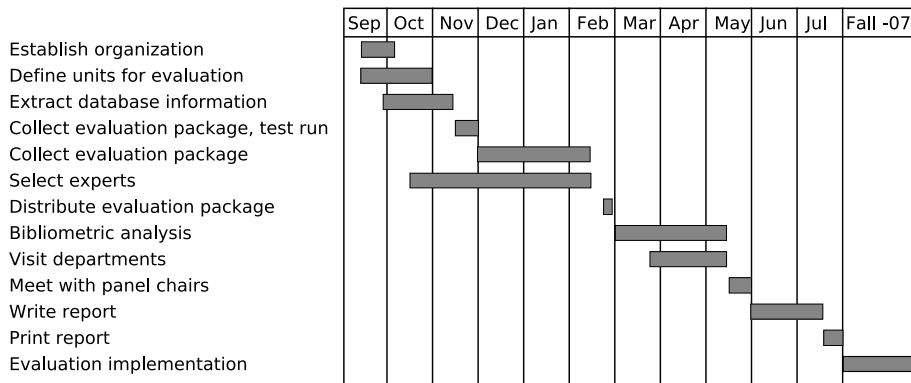 Sep Oct Nov Dec Jan Feb Mar Apr May Jun Jul Fall -07
Establish organization
Define units for evaluation
Extract database information
Collect evaluation package, test run
Collect evaluation package
Select experts
Distribute evaluation package
Bibliometric analysis
Visit departments
Meet with panel chairs
Write report
Print report
Evaluation implementation